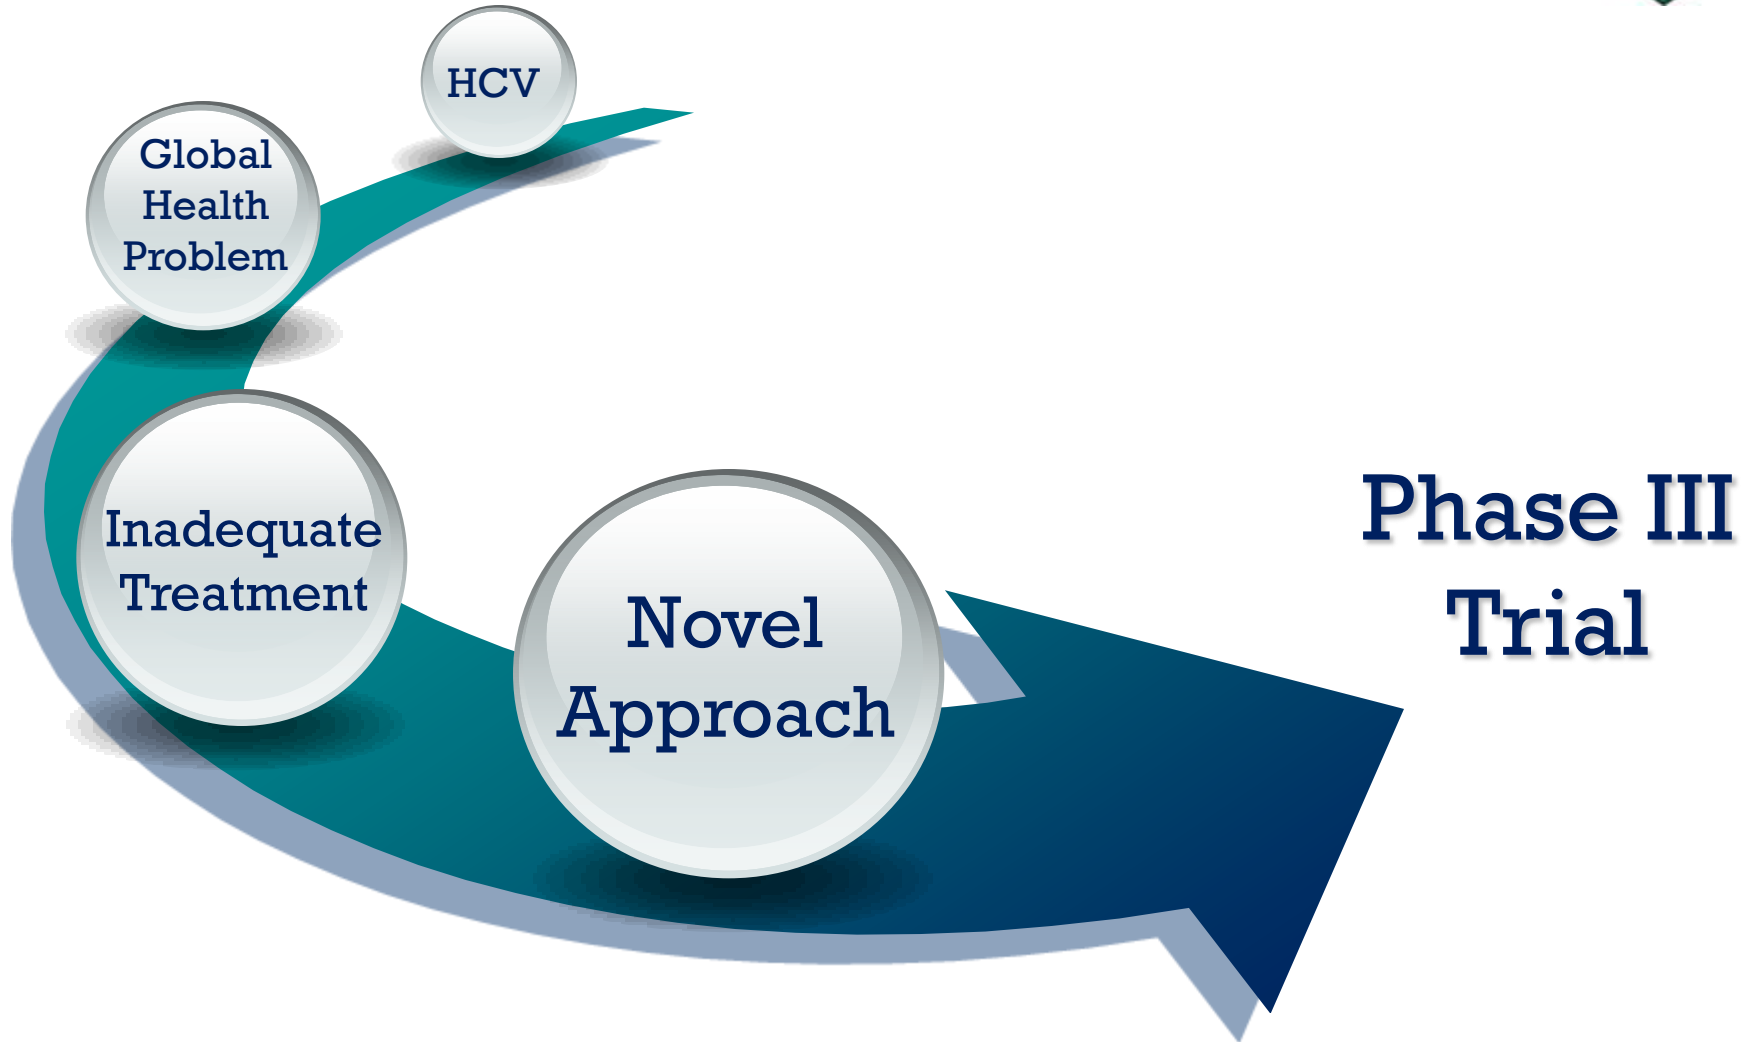 HCV
Global
Health
Problem
Inadequate
Treatment
Novel
Approach
Phase III
Trial